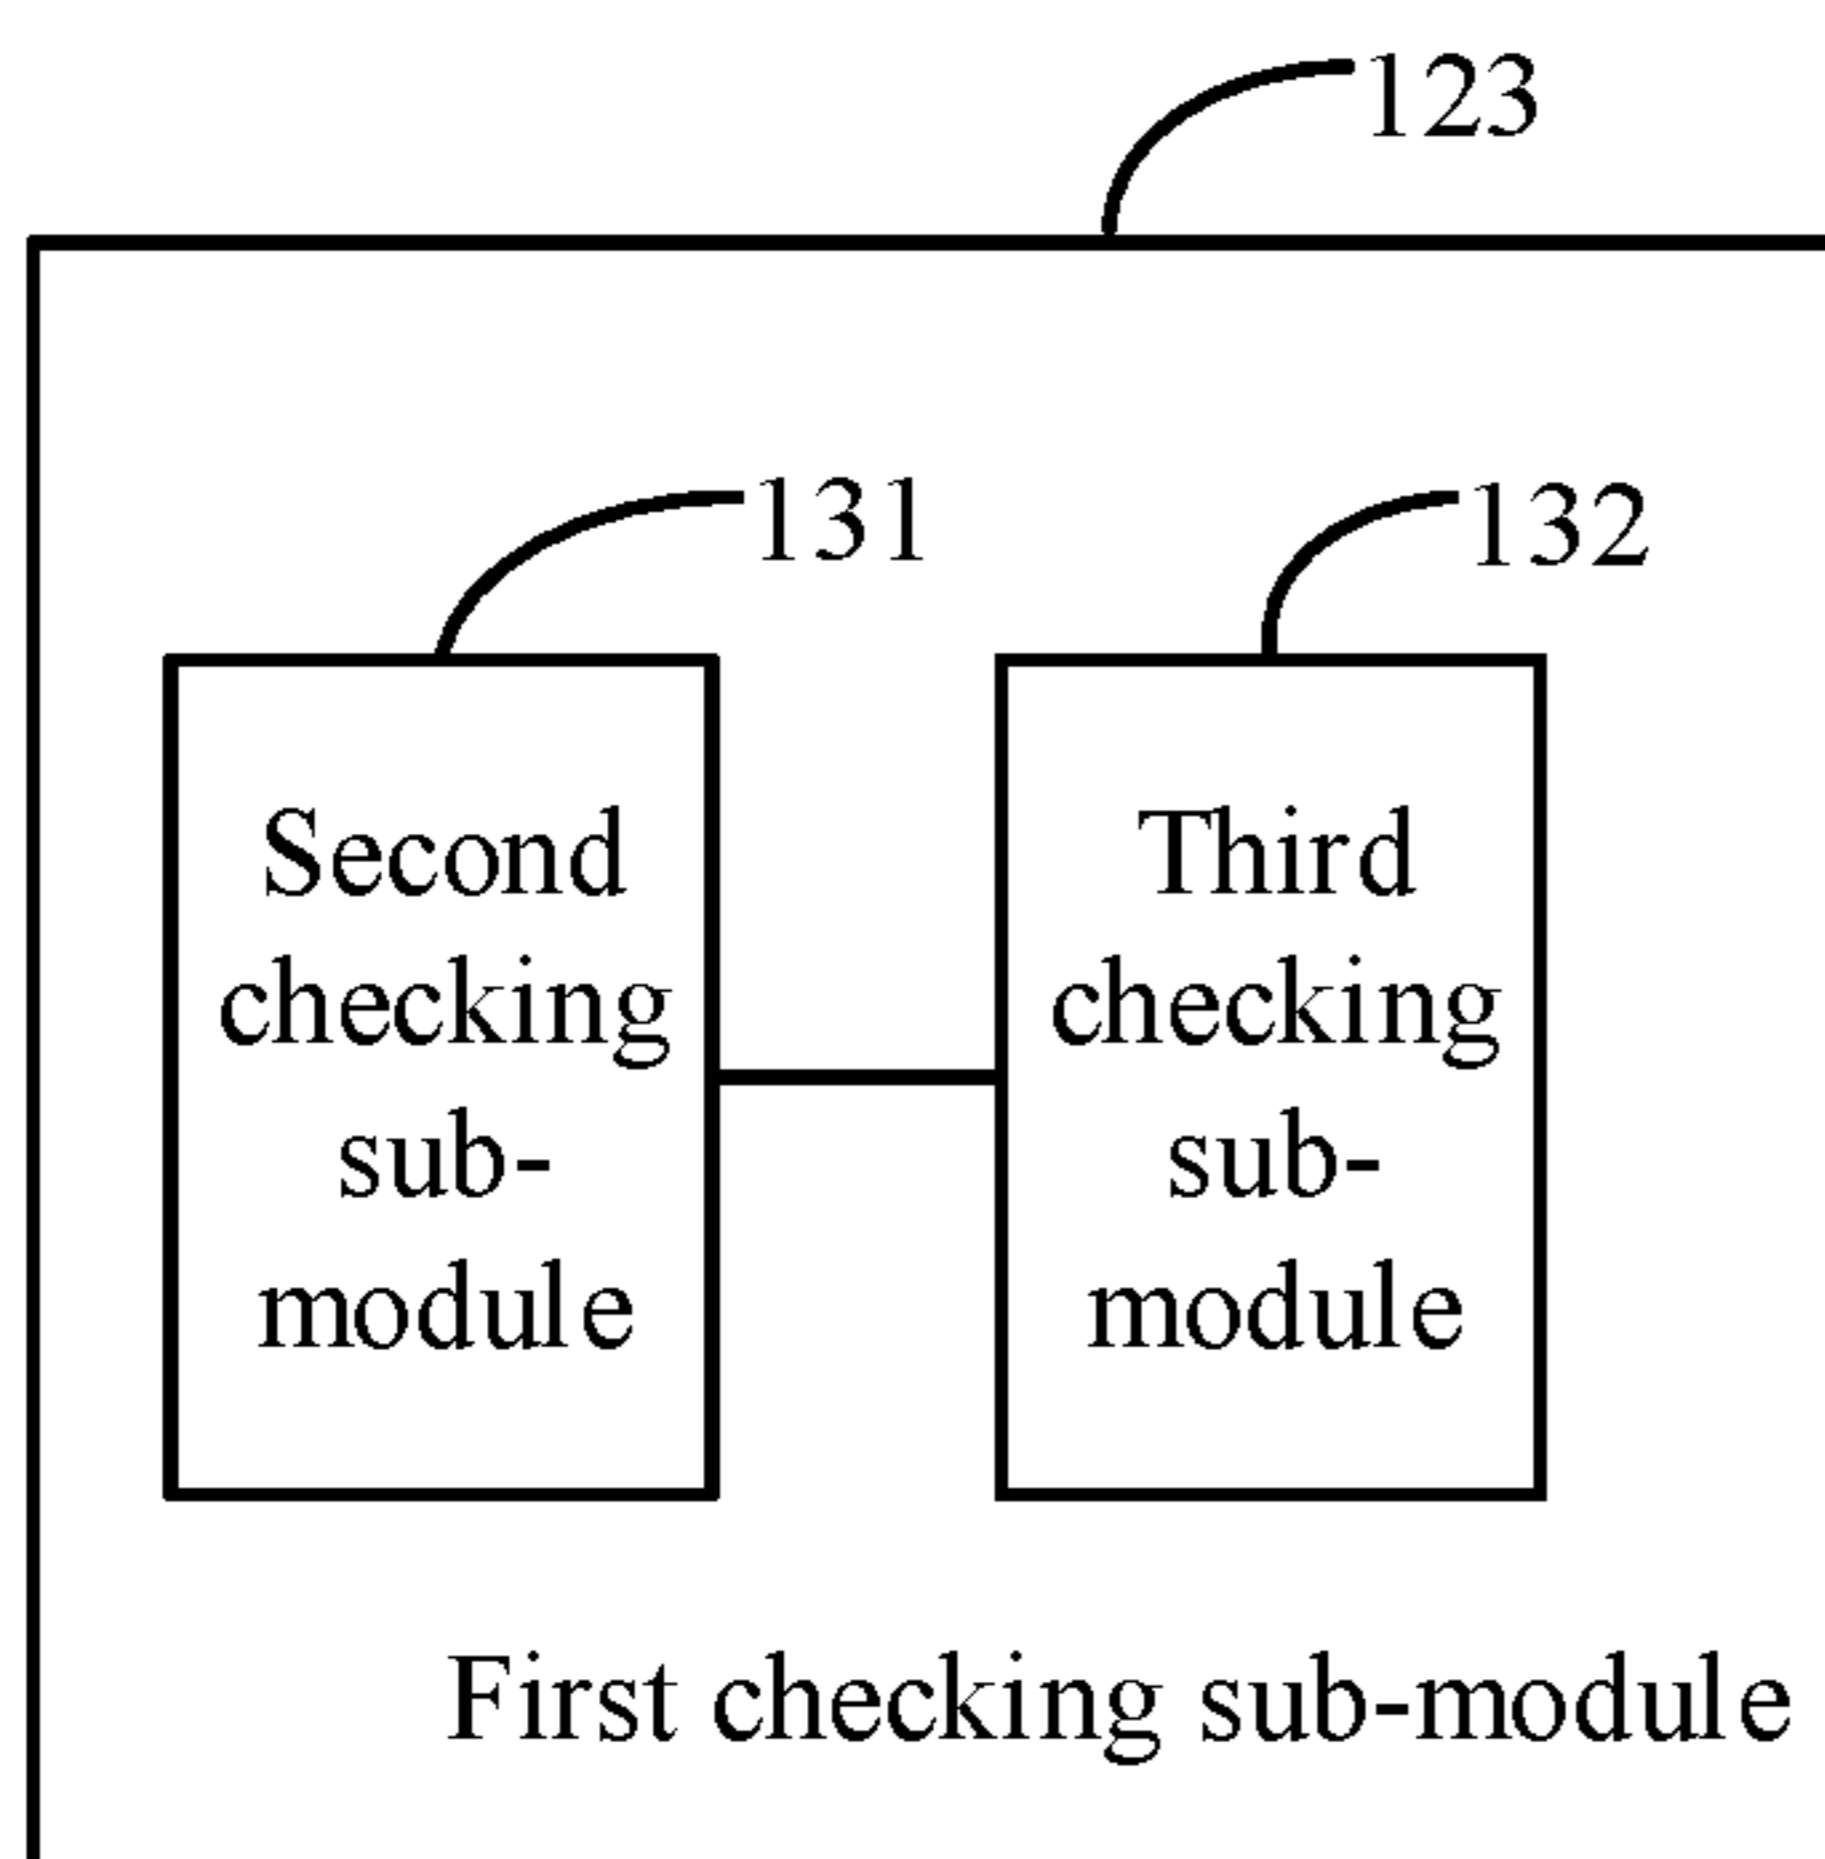 123
131
132
Second
checking
sub-
module
Third
checking
sub-
module
First checking sub-module